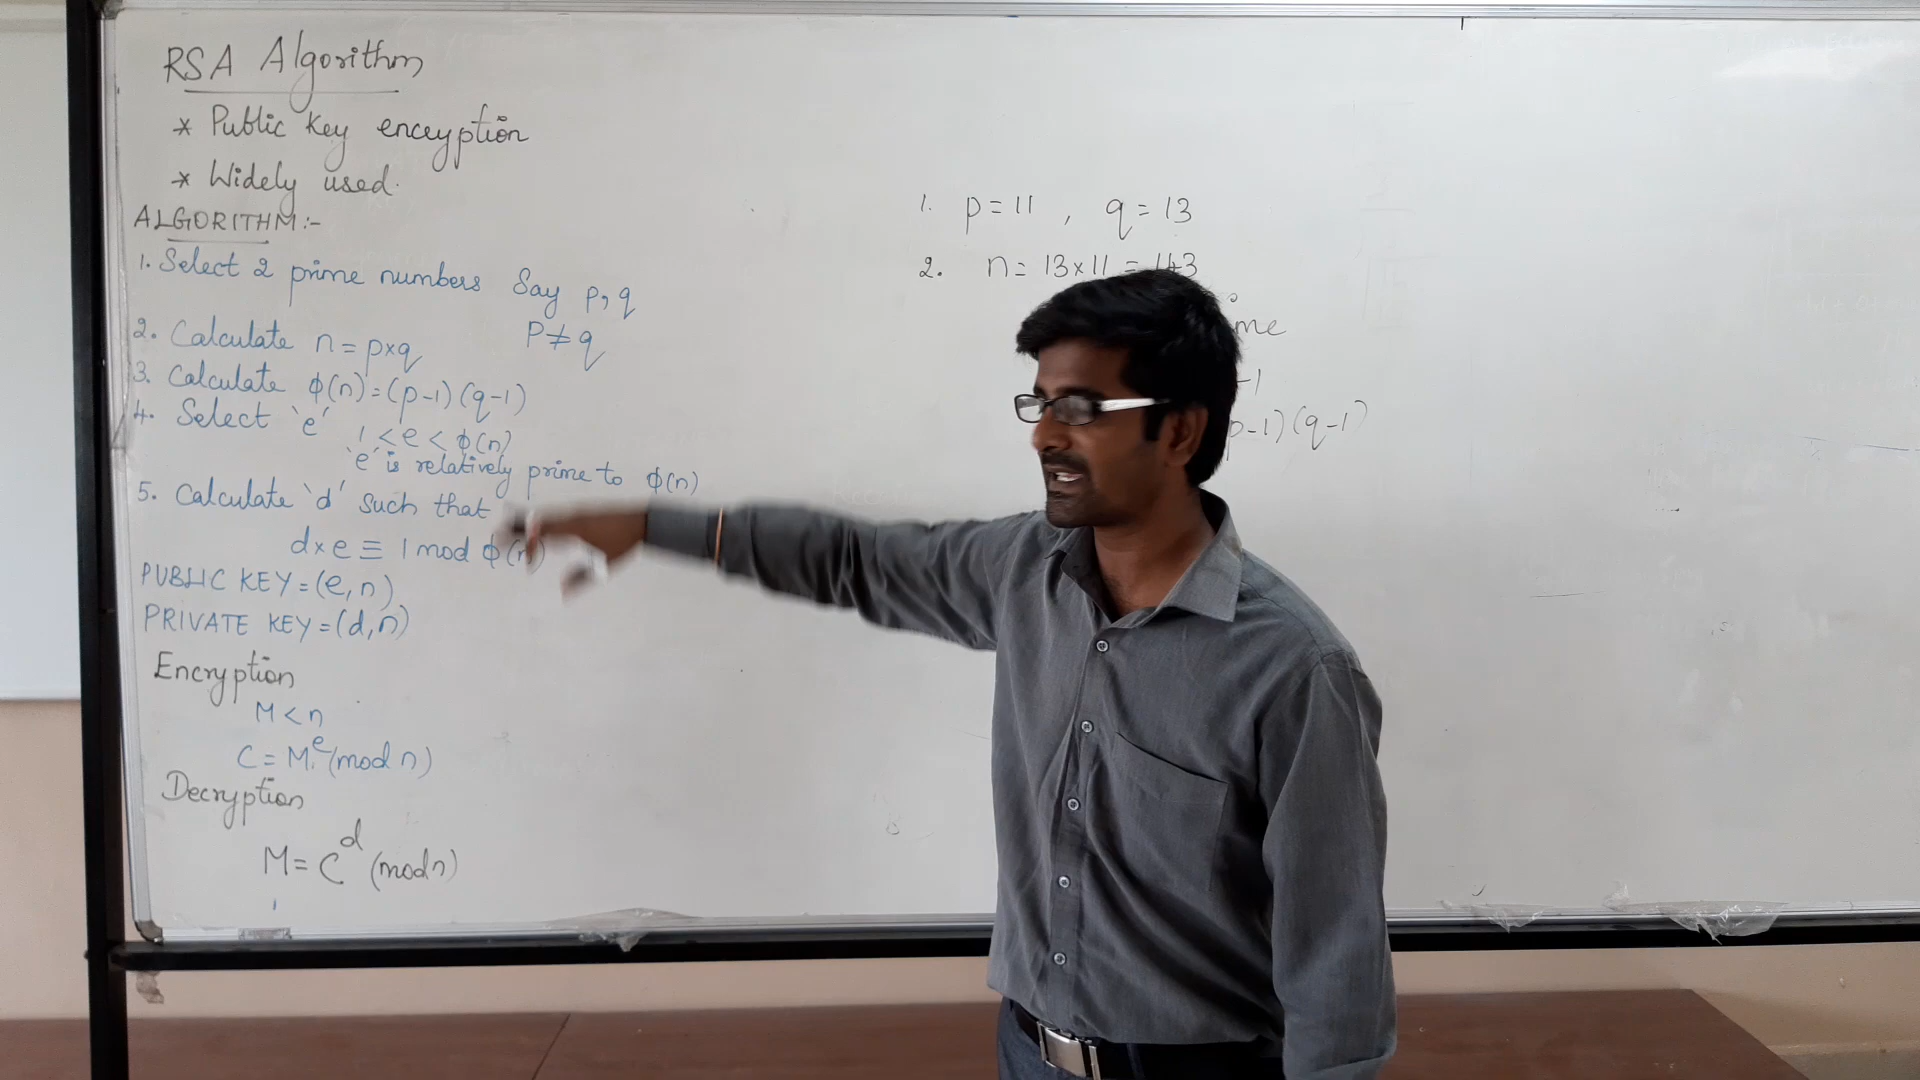 RSA Algorithm
* Public key enceyption
* Widely used.
ALGORITHM:-
1. Select 2 prime numbers Say p, q
P ≠ q
2. Calculate n = p×q
3. Calculate ϕ(n) = (p-1) (q-1)
4. Select 'e'
1 < e < ϕ(n)
'e' is relatively prime to ϕ(n)
5. Calculate 'd' such that
d×e ≡ 1 mod ϕ(n)
PUBLIC KEY = (e, n)
PRIVATE KEY = (d, n)
Encryption
M < n
C = M^e (mod n)
Decryption
M = C^d (mod n)
1. p = 11 , q = 13
2. n = 13×11 = 143
me
-1
p-1) (q-1)